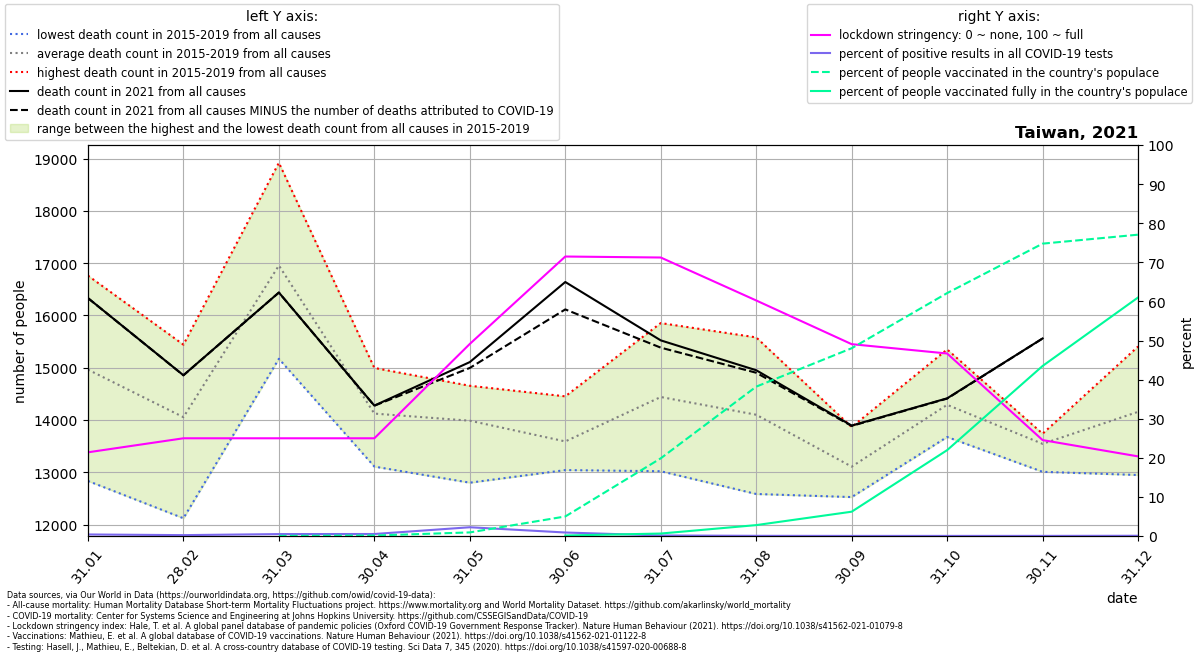 left Y axis:
lowest death count in 2015-2019 from all causes
average death count in 2015-2019 from all causes
highest death count in 2015-2019 from all causes
death count in 2021 from all causes
death count in 2021 from all causes MINUS the number of deaths attributed to COVID-19
range between the highest and the lowest death count from all causes in 2015-2019
right Y axis:
lockdown stringency: 0 ~ none, 100 ~ full
percent of positive results in all COVID-19 tests
percent of people vaccinated in the country's populace
percent of people vaccinated fully in the country's populace
Taiwan, 2021
number of people
19000
18000
17000
16000
15000
14000
13000
12000
100
90
80
70
60
50
40
30
20
10
0
percent
31.01
28.02
31.03
30.04
31.05
30.06
31.07
31.08
30.09
31.10
30.11
31.12
date
Data sources, via Our World in Data (https://ourworldindata.org, https://github.com/owid/covid-19-data):
- All-cause mortality: Human Mortality Database Short-term Mortality Fluctuations project. https://www.mortality.org and World Mortality Dataset. https://github.com/akarlinsky/world_mortality
- COVID-19 mortality: Center for Systems Science and Engineering at Johns Hopkins University. https://github.com/CSSEGISandData/COVID-19
- Lockdown stringency index: Hale, T. et al. A global panel database of pandemic policies (Oxford COVID-19 Government Response Tracker). Nature Human Behaviour (2021). https://doi.org/10.1038/s41562-021-01079-8
- Vaccinations: Mathieu, E. et al. A global database of COVID-19 vaccinations. Nature Human Behaviour (2021). https://doi.org/10.1038/s41562-021-01122-8
- Testing: Hasell, J., Mathieu, E., Beltekian, D. et al. A cross-country database of COVID-19 testing. Sci Data 7, 345 (2020). https://doi.org/10.1038/s41597-020-00688-8